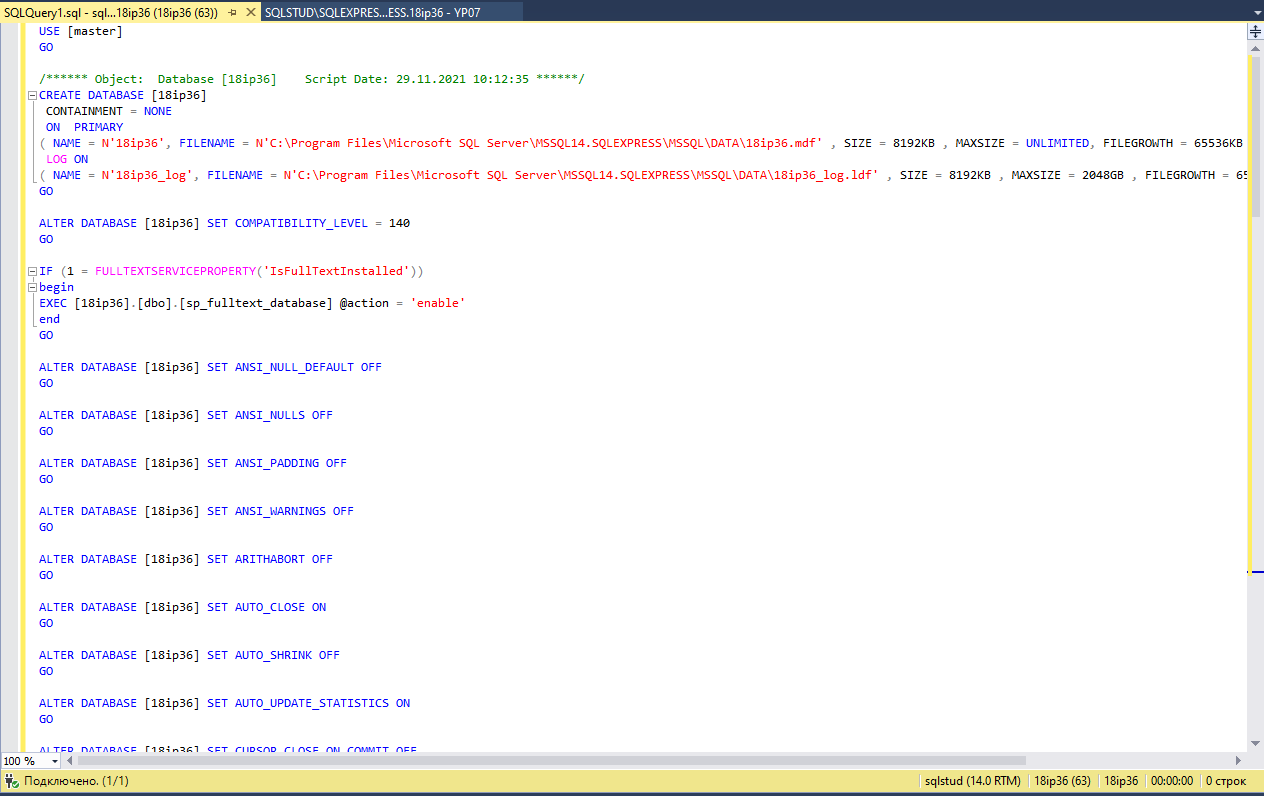 SQLQuery1.sql - sql...18ip36 (18ip36 (63)) SQLSTUD\SQLEXPRES...ESS.18ip36 - YP07
USE [master]
GO
/****** Object:  Database [18ip36]    Script Date: 29.11.2021 10:12:35 ******/
CREATE DATABASE [18ip36]
CONTAINMENT = NONE
ON  PRIMARY
( NAME = N'18ip36', FILENAME = N'C:\Program Files\Microsoft SQL Server\MSSQL14.SQLEXPRESS\MSSQL\DATA\18ip36.mdf' , SIZE = 8192KB , MAXSIZE = UNLIMITED, FILEGROWTH = 65536KB
LOG ON
( NAME = N'18ip36_log', FILENAME = N'C:\Program Files\Microsoft SQL Server\MSSQL14.SQLEXPRESS\MSSQL\DATA\18ip36_log.ldf' , SIZE = 8192KB , MAXSIZE = 2048GB , FILEGROWTH = 65
GO
ALTER DATABASE [18ip36] SET COMPATIBILITY_LEVEL = 140
GO
IF (1 = FULLTEXTSERVICEPROPERTY('IsFullTextInstalled'))
begin
EXEC [18ip36].[dbo].[sp_fulltext_database] @action = 'enable'
end
GO
ALTER DATABASE [18ip36] SET ANSI_NULL_DEFAULT OFF
GO
ALTER DATABASE [18ip36] SET ANSI_NULLS OFF
GO
ALTER DATABASE [18ip36] SET ANSI_PADDING OFF
GO
ALTER DATABASE [18ip36] SET ANSI_WARNINGS OFF
GO
ALTER DATABASE [18ip36] SET ARITHABORT OFF
GO
ALTER DATABASE [18ip36] SET AUTO_CLOSE ON
GO
ALTER DATABASE [18ip36] SET AUTO_SHRINK OFF
GO
ALTER DATABASE [18ip36] SET AUTO_UPDATE_STATISTICS ON
GO
ALTER DATABASE [18ip36] SET CURSOR_CLOSE_ON_COMMIT OFF
100 %
Подключено. (1/1) sqlstud (14.0 RTM) 18ip36 (63) 18ip36 00:00:00 0 строк